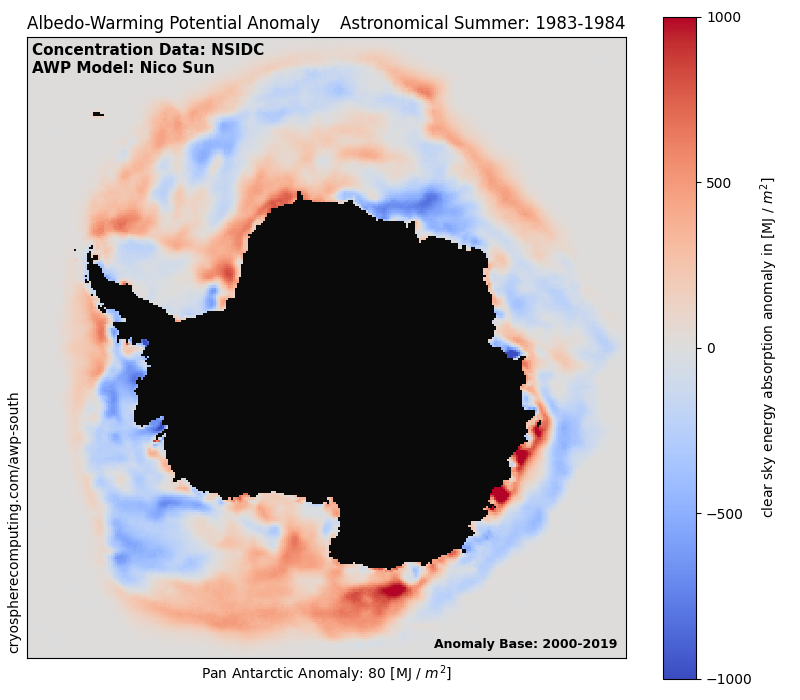 Albedo-Warming Potential Anomaly Astronomical Summer: 1983-1984
Concentration Data: NSIDC
AWP Model: Nico Sun
cryospherecomputing.com/awp-south
Anomaly Base: 2000-2019
Pan Antarctic Anomaly: 80 [MJ / m²]
1000
500
0
−500
−1000
clear sky energy absorption anomaly in [MJ / m²]